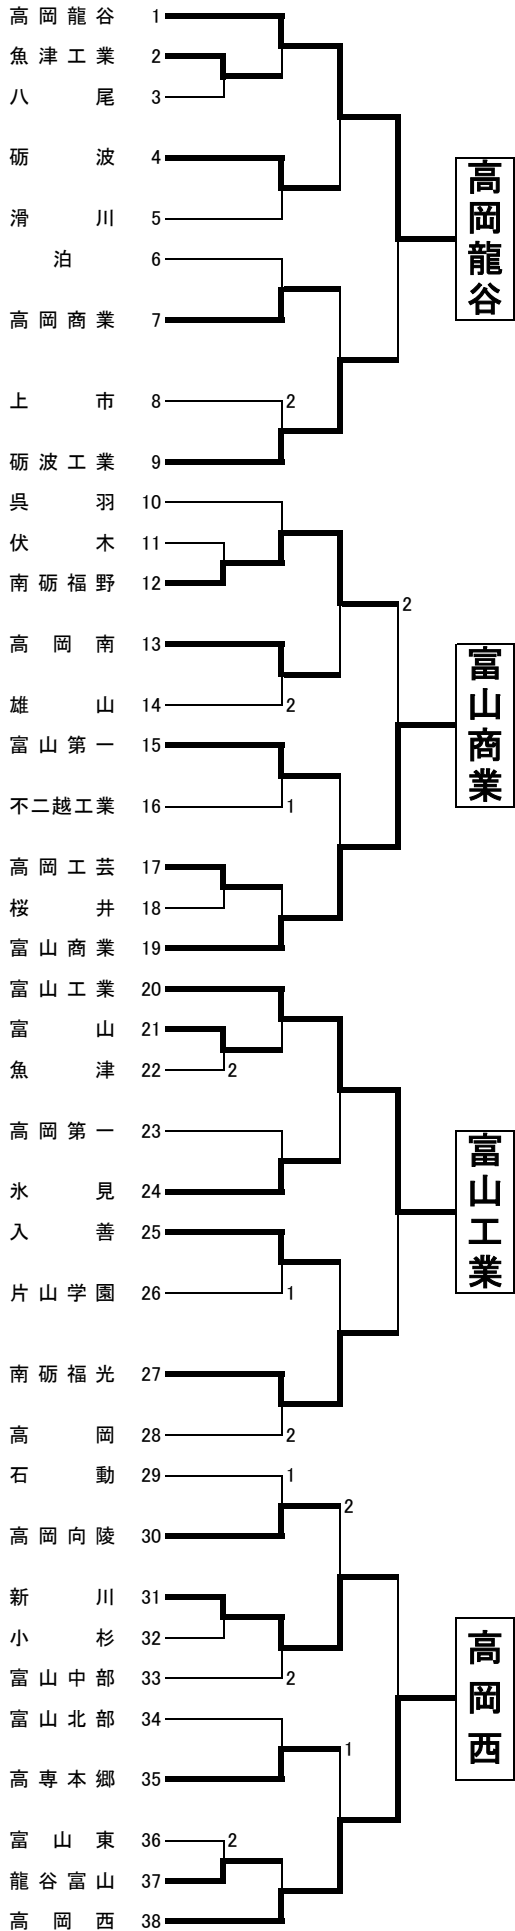 高岡龍谷 1
魚津工業 2
八尾 3
砺波 4
滑川 5
泊 6
高岡商業 7
上市 8 2
砺波工業 9
高岡龍谷
呉羽 10
伏木 11
南砺福野 12
2
高岡南 13
雄山 14 2
富山第一 15
不二越工業 16 1
高岡工芸 17
桜井 18
富山商業 19
富山商業
富山工業 20
富山 21
魚津 22 2
高岡第一 23
氷見 24
入善 25
片山学園 26 1
南砺福光 27
高岡 28 2
富山工業
石動 29 1
2
高岡向陵 30
新川 31
小杉 32
富山中部 33 2
富山北部 34
1
高専本郷 35
富山東 36 2
龍谷富山 37
高岡西 38
高岡西